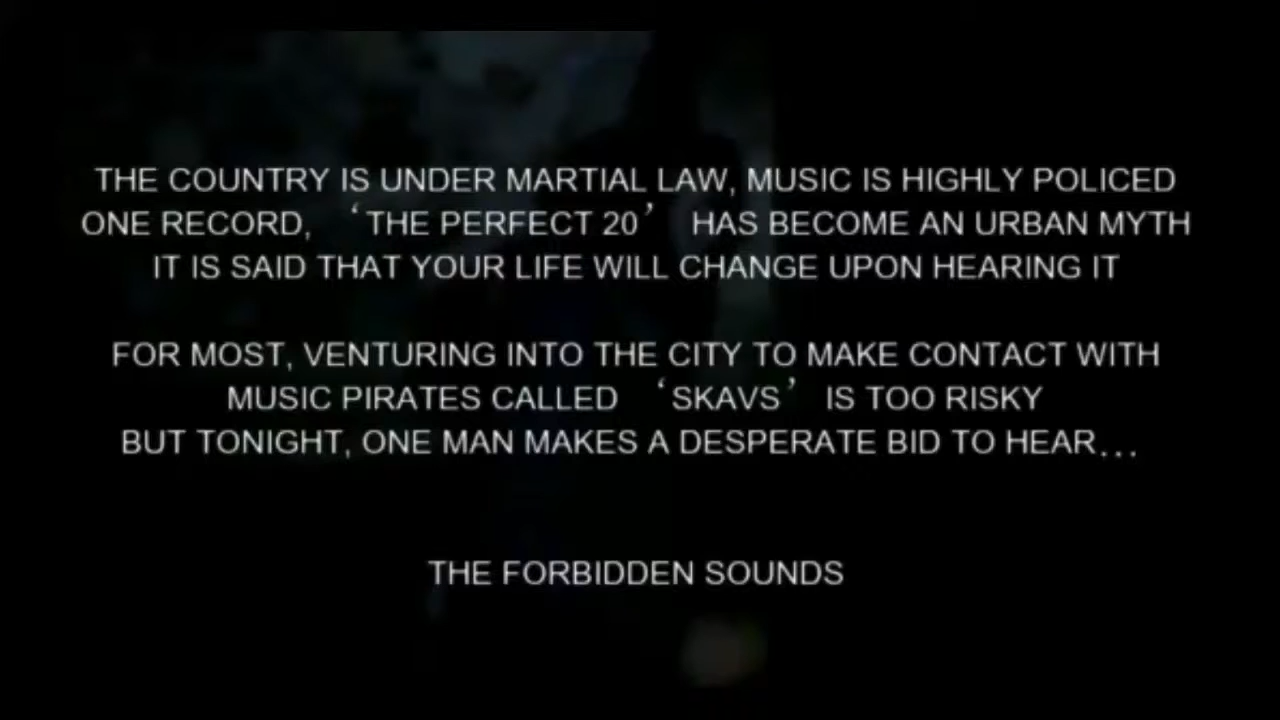 THE COUNTRY IS UNDER MARTIAL LAW, MUSIC IS HIGHLY POLICED
ONE RECORD, ‘THE PERFECT 20’ HAS BECOME AN URBAN MYTH
IT IS SAID THAT YOUR LIFE WILL CHANGE UPON HEARING IT
FOR MOST, VENTURING INTO THE CITY TO MAKE CONTACT WITH
MUSIC PIRATES CALLED ‘SKAVS’ IS TOO RISKY
BUT TONIGHT, ONE MAN MAKES A DESPERATE BID TO HEAR...
THE FORBIDDEN SOUNDS